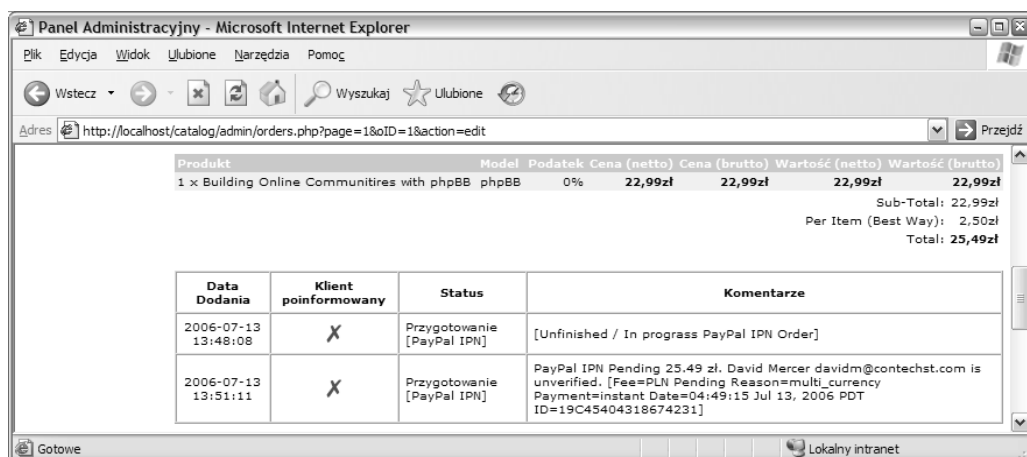 Panel Administracyjny - Microsoft Internet Explorer
Plik Edycja Widok Ulubione Narzędzia Pomoc
Wstecz Wyszukaj Ulubione
Adres http://localhost/catalog/admin/orders.php?page=1&oID=1&action=edit Przejdź
Produkt Model Podatek Cena (netto) Cena (brutto) Wartość (netto) Wartość (brutto)
1 x Building Online Communitires with phpBB phpBB 0% 22,99zł 22,99zł 22,99zł 22,99zł
Sub-Total: 22,99zł
Per Item (Best Way): 2,50zł
Total: 25,49zł
Data Dodania Klient poinformowany Status Komentarze
2006-07-13 13:48:08 ✗ Przygotowanie [PayPal IPN] [Unfinished / In prograss PayPal IPN Order]
2006-07-13 13:51:11 ✗ Przygotowanie [PayPal IPN] PayPal IPN Pending 25.49 zł. David Mercer davidm@contechst.com is
unverified. [Fee=PLN Pending Reason=multi_currency
Payment=instant Date=04:49:15 Jul 13, 2006 PDT
ID=19C45404318674231]
Gotowe Lokalny intranet